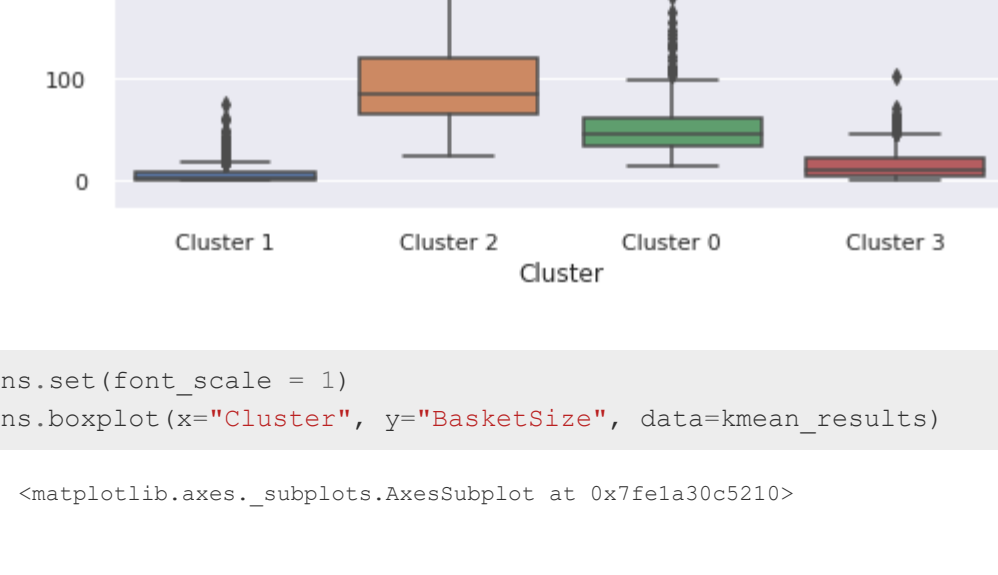 100
0
Cluster 1 Cluster 2 Cluster 0 Cluster 3
Cluster
ns.set(font_scale = 1)
ns.boxplot(x="Cluster", y="BasketSize", data=kmean_results)
<matplotlib.axes._subplots.AxesSubplot at 0x7fe1a30c5210>